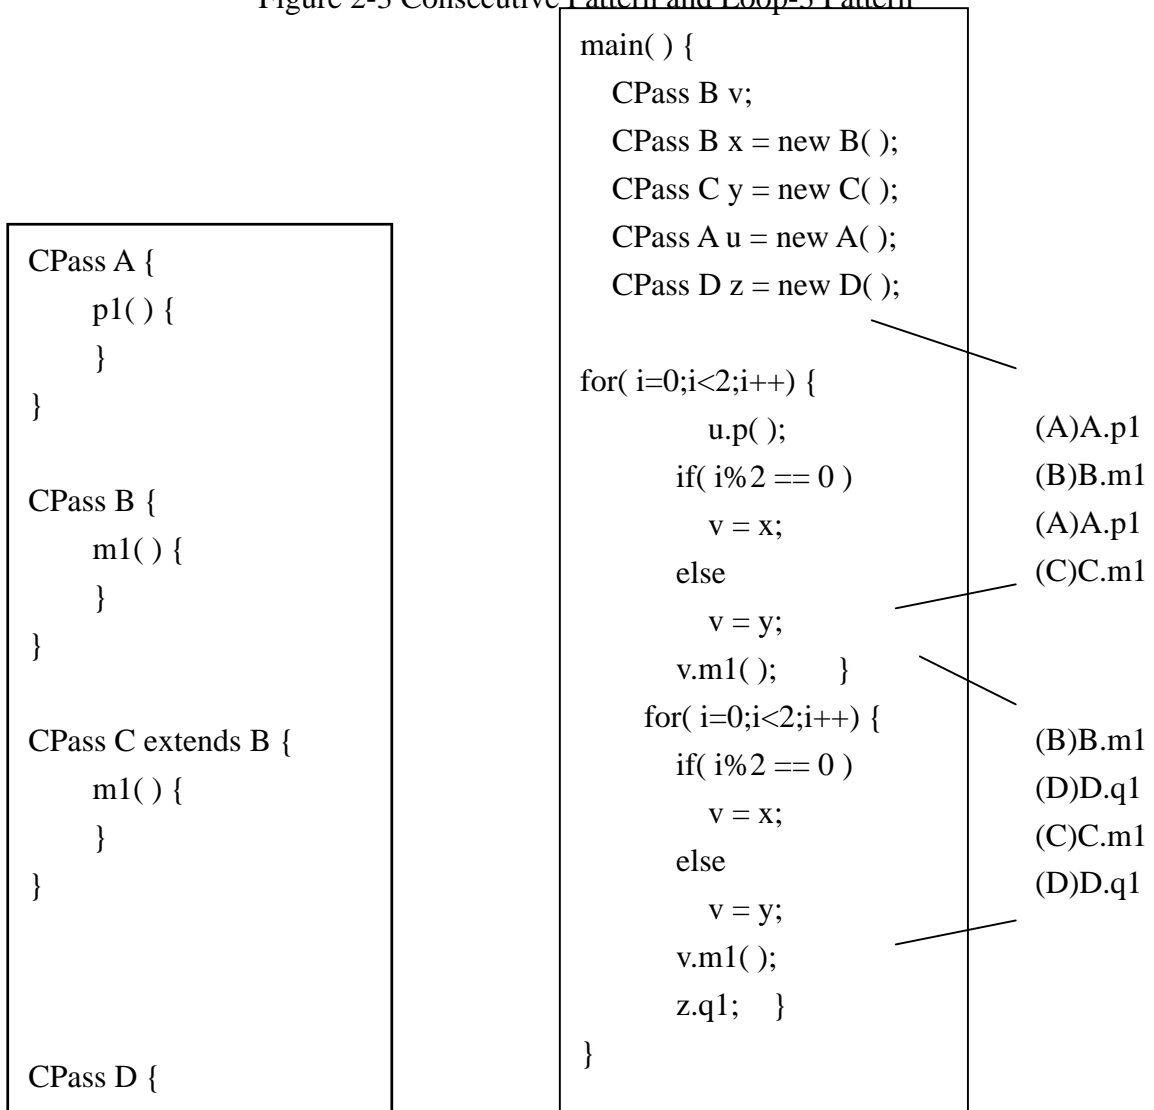 Figure 2-3 Consecutive Pattern and Loop-3 Pattern
CPass A {
p1( ) {
}
}
CPass B {
m1( ) {
}
}
CPass C extends B {
m1( ) {
}
}
CPass D {
main( ) {
CPass B v;
CPass B x = new B( );
CPass C y = new C( );
CPass A u = new A( );
CPass D z = new D( );
for( i=0;i<2;i++) {
u.p( );
if( i%2 == 0 )
v = x;
else
v = y;
v.m1( ); }
for( i=0;i<2;i++) {
if( i%2 == 0 )
v = x;
else
v = y;
v.m1( );
z.q1; }
}
(A)A.p1
(B)B.m1
(A)A.p1
(C)C.m1
(B)B.m1
(D)D.q1
(C)C.m1
(D)D.q1